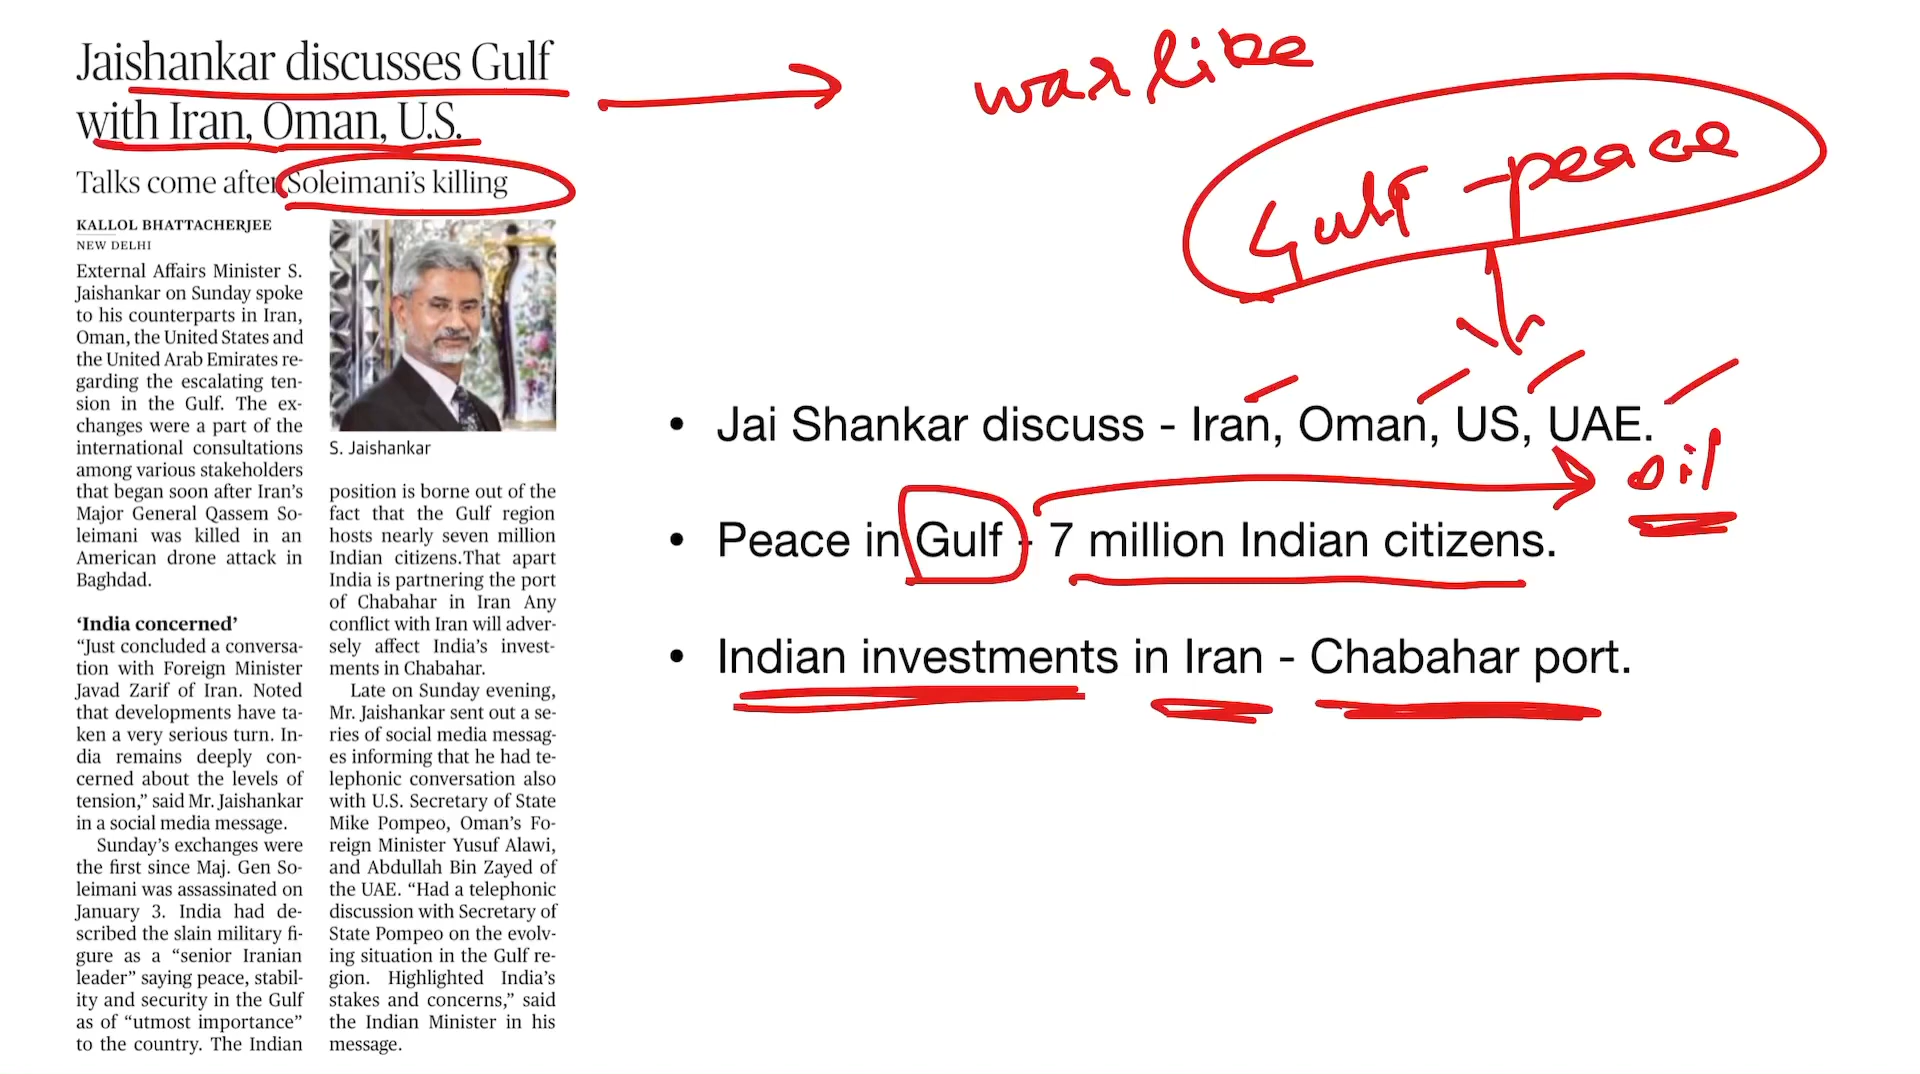 Jaishankar discusses Gulf
with Iran, Oman, U.S.
Talks come after Soleimani’s killing
KALLOL BHATTACHERJEE
NEW DELHI
External Affairs Minister S.
Jaishankar on Sunday spoke
to his counterparts in Iran,
Oman, the United States and
the United Arab Emirates re-
garding the escalating ten-
sion in the Gulf. The ex-
changes were a part of the
international consultations
among various stakeholders
that began soon after Iran’s
Major General Qassem So-
leimani was killed in an
American drone attack in
Baghdad.
‘India concerned’
“Just concluded a conversa-
tion with Foreign Minister
Javad Zarif of Iran. Noted
that developments have ta-
ken a very serious turn. In-
dia remains deeply con-
cerned about the levels of
tension,” said Mr. Jaishankar
in a social media message.
Sunday’s exchanges were
the first since Maj. Gen So-
leimani was assassinated on
January 3. India had de-
scribed the slain military fi-
gure as a “senior Iranian
leader” saying peace, stabil-
ity and security in the Gulf
as of “utmost importance”
to the country. The Indian
S. Jaishankar
position is borne out of the
fact that the Gulf region
hosts nearly seven million
Indian citizens.That apart
India is partnering the port
of Chabahar in Iran Any
conflict with Iran will adver-
sely affect India’s invest-
ments in Chabahar.
Late on Sunday evening,
Mr. Jaishankar sent out a se-
ries of social media messag-
es informing that he had te-
lephonic conversation also
with U.S. Secretary of State
Mike Pompeo, Oman’s Fo-
reign Minister Yusuf Alawi,
and Abdullah Bin Zayed of
the UAE. “Had a telephonic
discussion with Secretary of
State Pompeo on the evolv-
ing situation in the Gulf re-
gion. Highlighted India’s
stakes and concerns,” said
the Indian Minister in his
message.
war like
Gulf - peace
• Jai Shankar discuss - Iran, Oman, US, UAE.
oil
• Peace in Gulf - 7 million Indian citizens.
• Indian investments in Iran - Chabahar port.